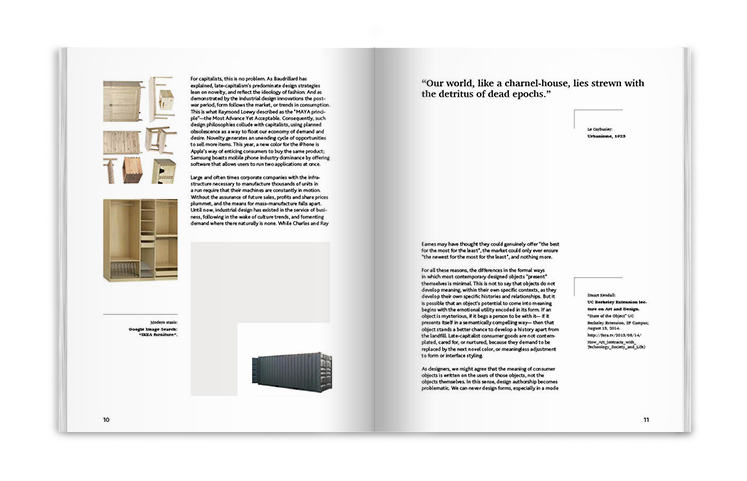 For capitalists, this is no problem. As Baudrillard has
explained, late-capitalism's predominate design strategies
lean on novelty, and reflect the ideology of fashion. And as
demonstrated by the industrial design innovations the post-
war period, form follows the market, or trends in consumption.
This is what Raymond Loewy described as the "MAYA princi-
ple"—the Most Advance Yet Acceptable. Consequently, such
design philosophies collude with capitalists, using planned
obsolescence as a way to float our economy of demand and
desire. Novelty generates an unending cycle of opportunities
to sell more items. This year, a new color for the iPhone is
Apple's way of enticing consumers to buy the same product;
Samsung boasts mobile phone industry dominance by offering
software that allows users to run two applications at once.
Large and often times corporate companies with the infra-
structure necessary to manufacture thousands of units in
a run require that their machines are constantly in motion.
Without the assurance of future sales, profits and share prices
plummet, and the means for mass-manufacture falls apart.
Until now, industrial design has existed in the service of busi-
ness, following in the wake of culture trends, and fomenting
demand where there naturally is none. While Charles and Ray
Modern stasis:
Google Image Search:
"IKEA Furniture".
10
"Our world, like a charnel-house, lies strewn with
the detritus of dead epochs."
Le Corbusier:
Urbanisme, 1925
Eames may have thought they could genuinely offer "the best
for the most for the least", the market could only ever ensure
"the newest for the most for the least", and nothing more.
For all these reasons, the differences in the formal ways
in which most contemporary designed objects "present"
themselves is minimal. This is not to say that objects do not
develop meaning, within their own specific contexts, as they
develop their own specific histories and relationships. But it
is possible that an object's potential to come into meaning
begins with the emotional utility encoded in its form. If an
object is mysterious, if it begs a person to be with it— if it
presents itself in a semantically compelling way— then that
object stands a better chance to develop a history apart from
the landfill. Late-capitalist consumer goods are not contem-
plated, cared for, or nurtured, because they demand to be
replaced by the next novel color, or meaningless adjustment
to form or interface styling.
As designers, we might agree that the meaning of consumer
objects is written on the users of those objects, not the
objects themselves. In this sense, design authorship becomes
problematic. We can never design forms, especially in a mode
Stuart Kendall:
UC Berkeley Extension lec-
ture on Art and Design.
"State of the Object" UC
Berkeley Extension, SF Campus;
August 15, 2014.
11